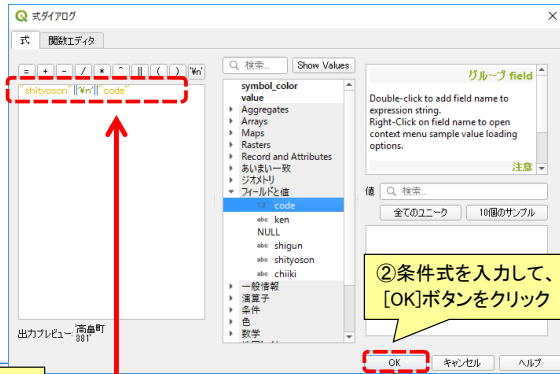 式ダイアログ
式 関数エディタ
= + - / * ^ || ( ) '¥n'
"shityoson"||'¥n'||"code"
出力プレビュー: '高畠町
381'
検索... Show Values
symbol_color
value
Aggregates
Arrays
Maps
Rasters
Record and Attributes
あいまい一致
ジオメトリ
フィールドと値
1.2 code
abc ken
NULL
abc shigun
abc shityoson
abc chiiki
一般情報
演算子
条件
色
数学
グループ field
Double-click to add field name to
expression string.
Right-Click on field name to open
context menu sample value loading
options.
注意
値 検索...
全てのユニーク 10個のサンプル
②条件式を入力して、
[OK]ボタンをクリック
OK キャンセル ヘルプ